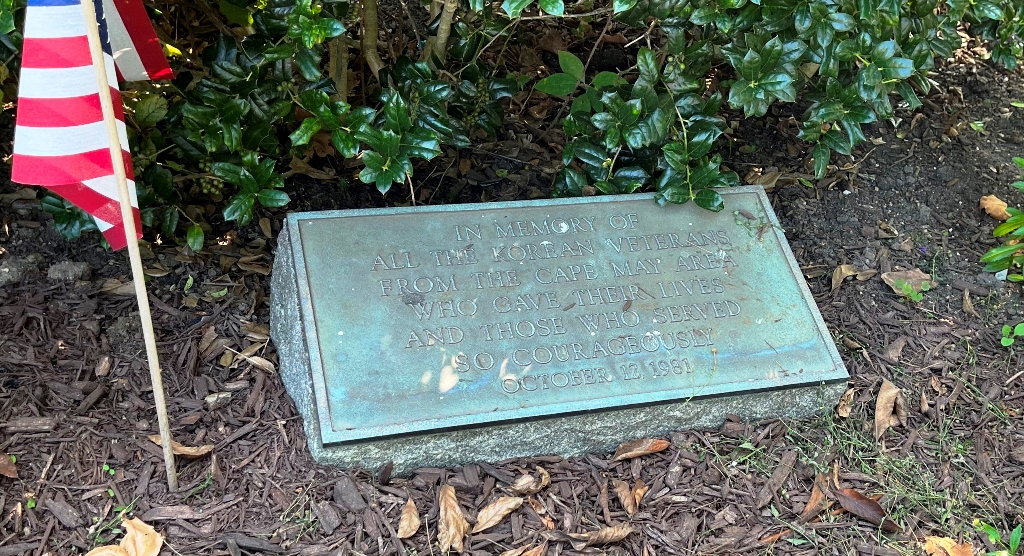 IN MEMORY OF
ALL THE KOREAN VETERANS
FROM THE CAPE MAY AREA
WHO GAVE THEIR LIVES
AND THOSE WHO SERVED
SO COURAGEOUSLY
OCTOBER 17, 1981